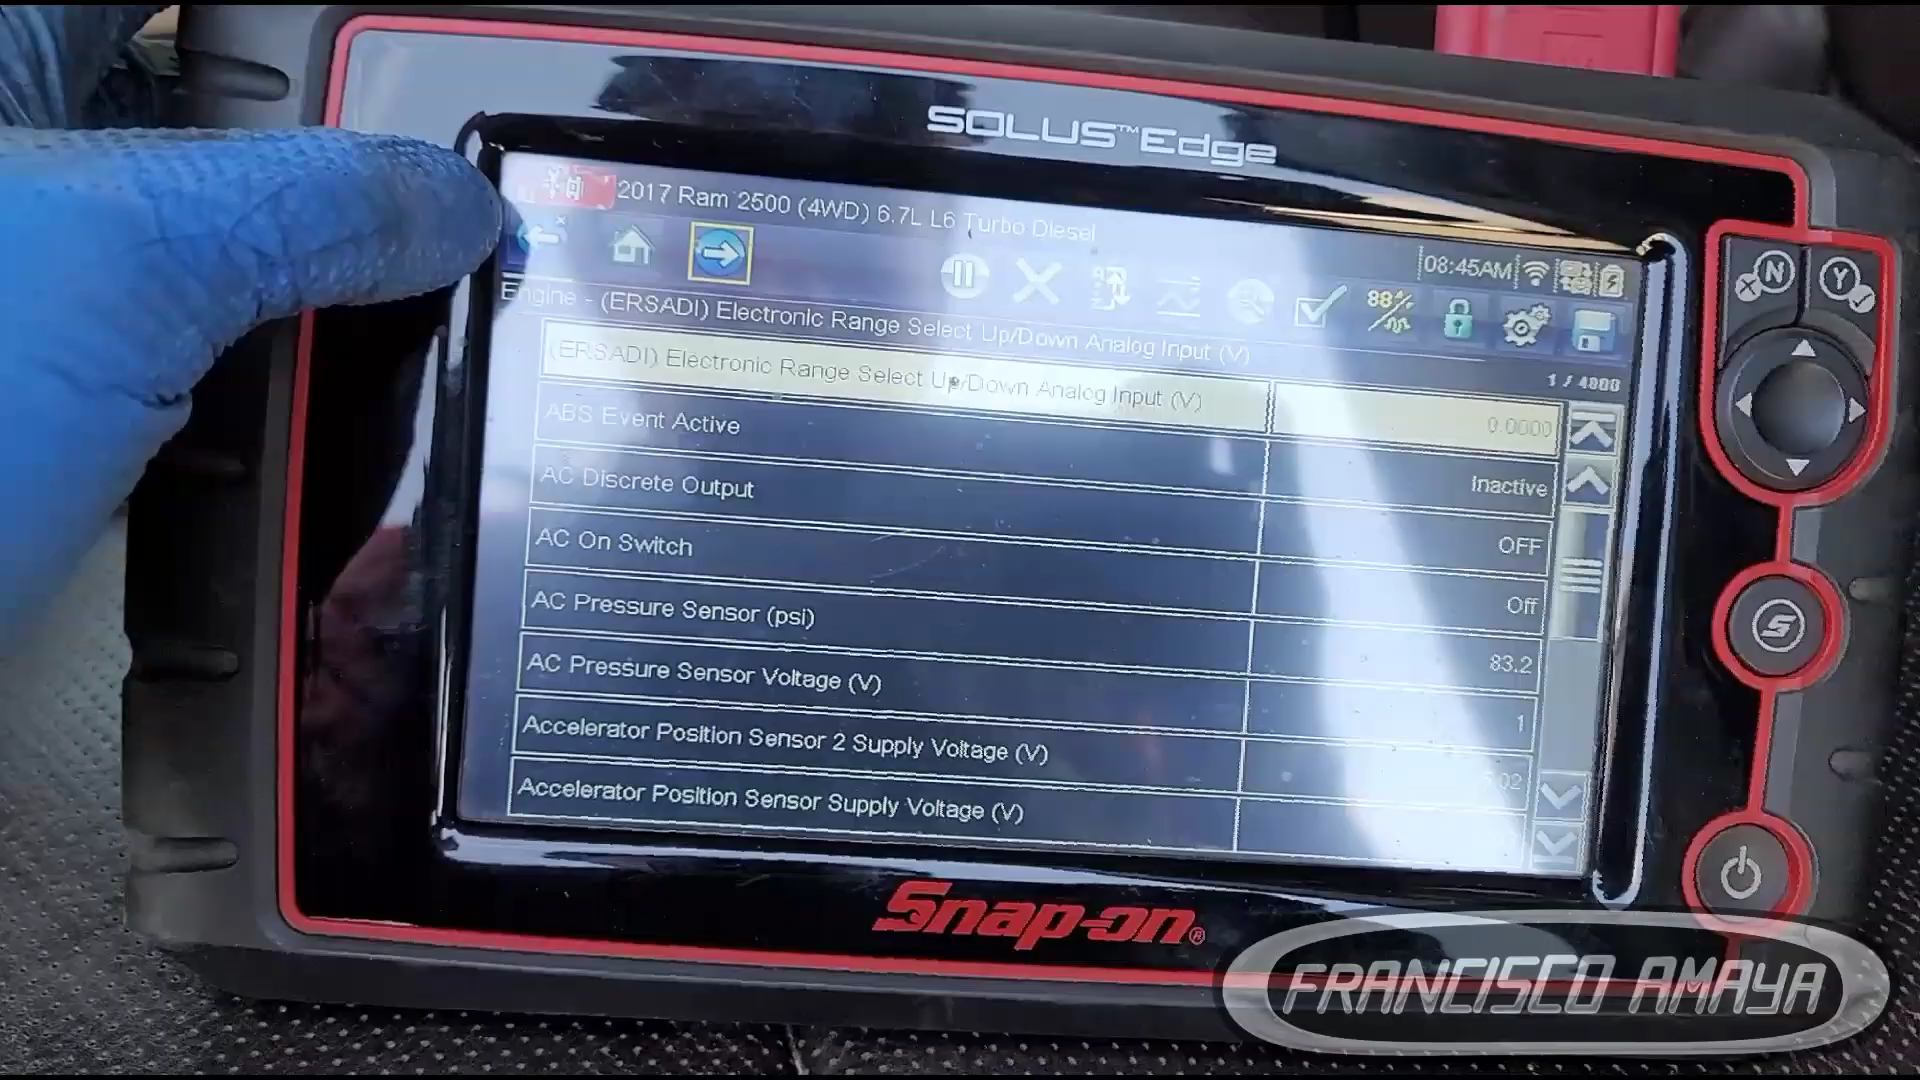 SOLUS™ Edge
2017 Ram 2500 (4WD) 6.7L L6 Turbo Diesel
08:45AM
Engine - (ERSADI) Electronic Range Select Up/Down Analog Input (V)
1 / 4000
(ERSADI) Electronic Range Select Up/Down Analog Input (V) 0.0000
ABS Event Active Inactive
AC Discrete Output OFF
AC On Switch Off
AC Pressure Sensor (psi) 83.2
AC Pressure Sensor Voltage (V) 1
Accelerator Position Sensor 2 Supply Voltage (V)
Accelerator Position Sensor Supply Voltage (V)
N
Y
S
Snap-on®
FRANCISCO AMAYA